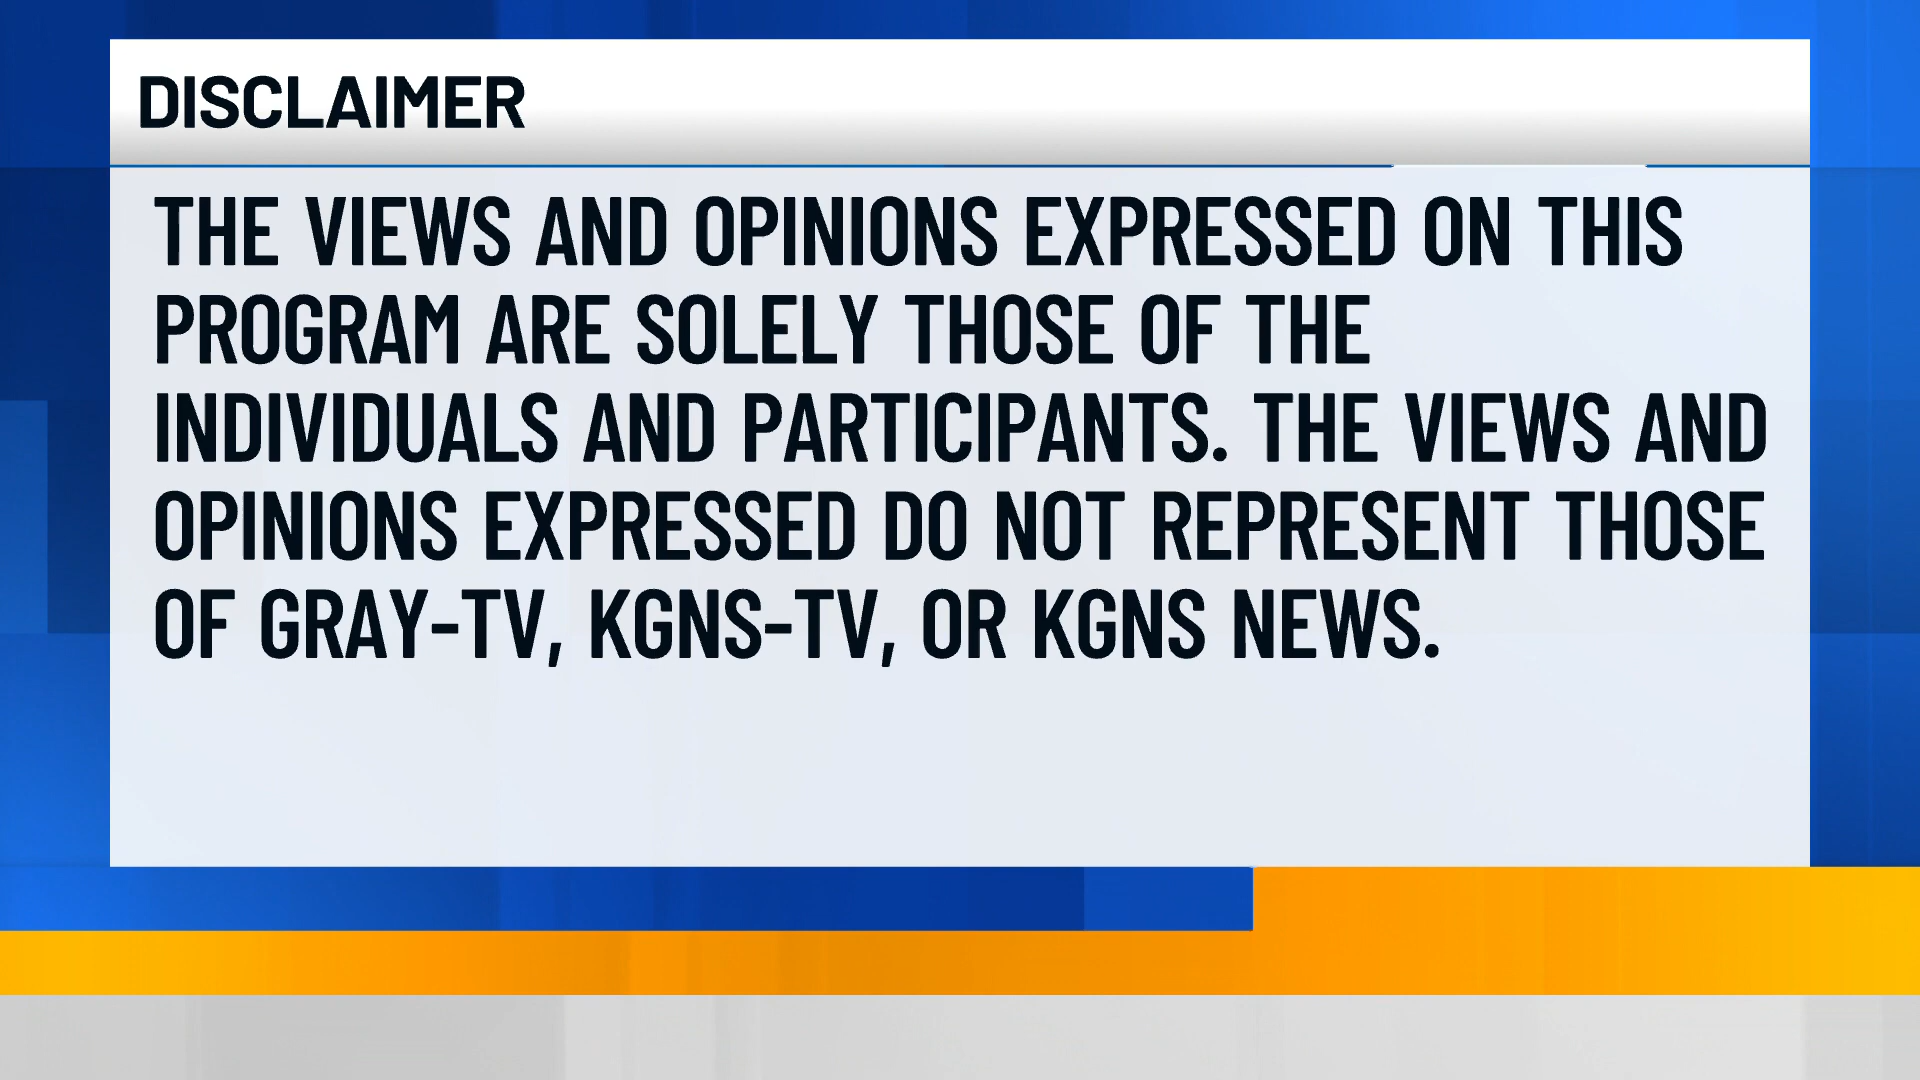 DISCLAIMER
THE VIEWS AND OPINIONS EXPRESSED ON THIS
PROGRAM ARE SOLELY THOSE OF THE
INDIVIDUALS AND PARTICIPANTS. THE VIEWS AND
OPINIONS EXPRESSED DO NOT REPRESENT THOSE
OF GRAY-TV, KGNS-TV, OR KGNS NEWS.